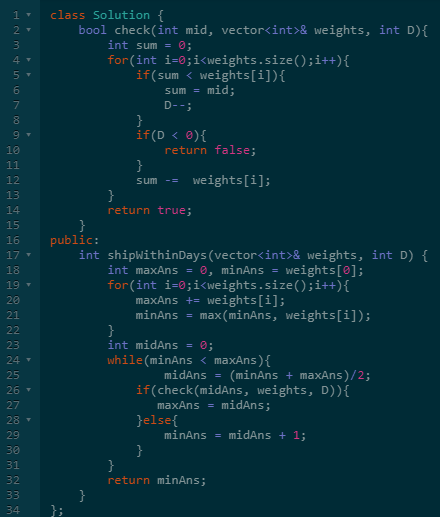 1 class Solution {
2     bool check(int mid, vector<int>& weights, int D){
3         int sum = 0;
4         for(int i=0;i<weights.size();i++){
5             if(sum < weights[i]){
6                 sum = mid;
7                 D--;
8             }
9             if(D < 0){
10                 return false;
11             }
12             sum -=  weights[i];
13         }
14         return true;
15     }
16 public:
17     int shipWithinDays(vector<int>& weights, int D) {
18         int maxAns = 0, minAns = weights[0];
19         for(int i=0;i<weights.size();i++){
20             maxAns += weights[i];
21             minAns = max(minAns, weights[i]);
22         }
23         int midAns = 0;
24         while(minAns < maxAns){
25                 midAns = (minAns + maxAns)/2;
26             if(check(midAns, weights, D)){
27                maxAns = midAns;
28             }else{
29                 minAns = midAns + 1;
30             }
31         }
32         return minAns;
33     }
34 };